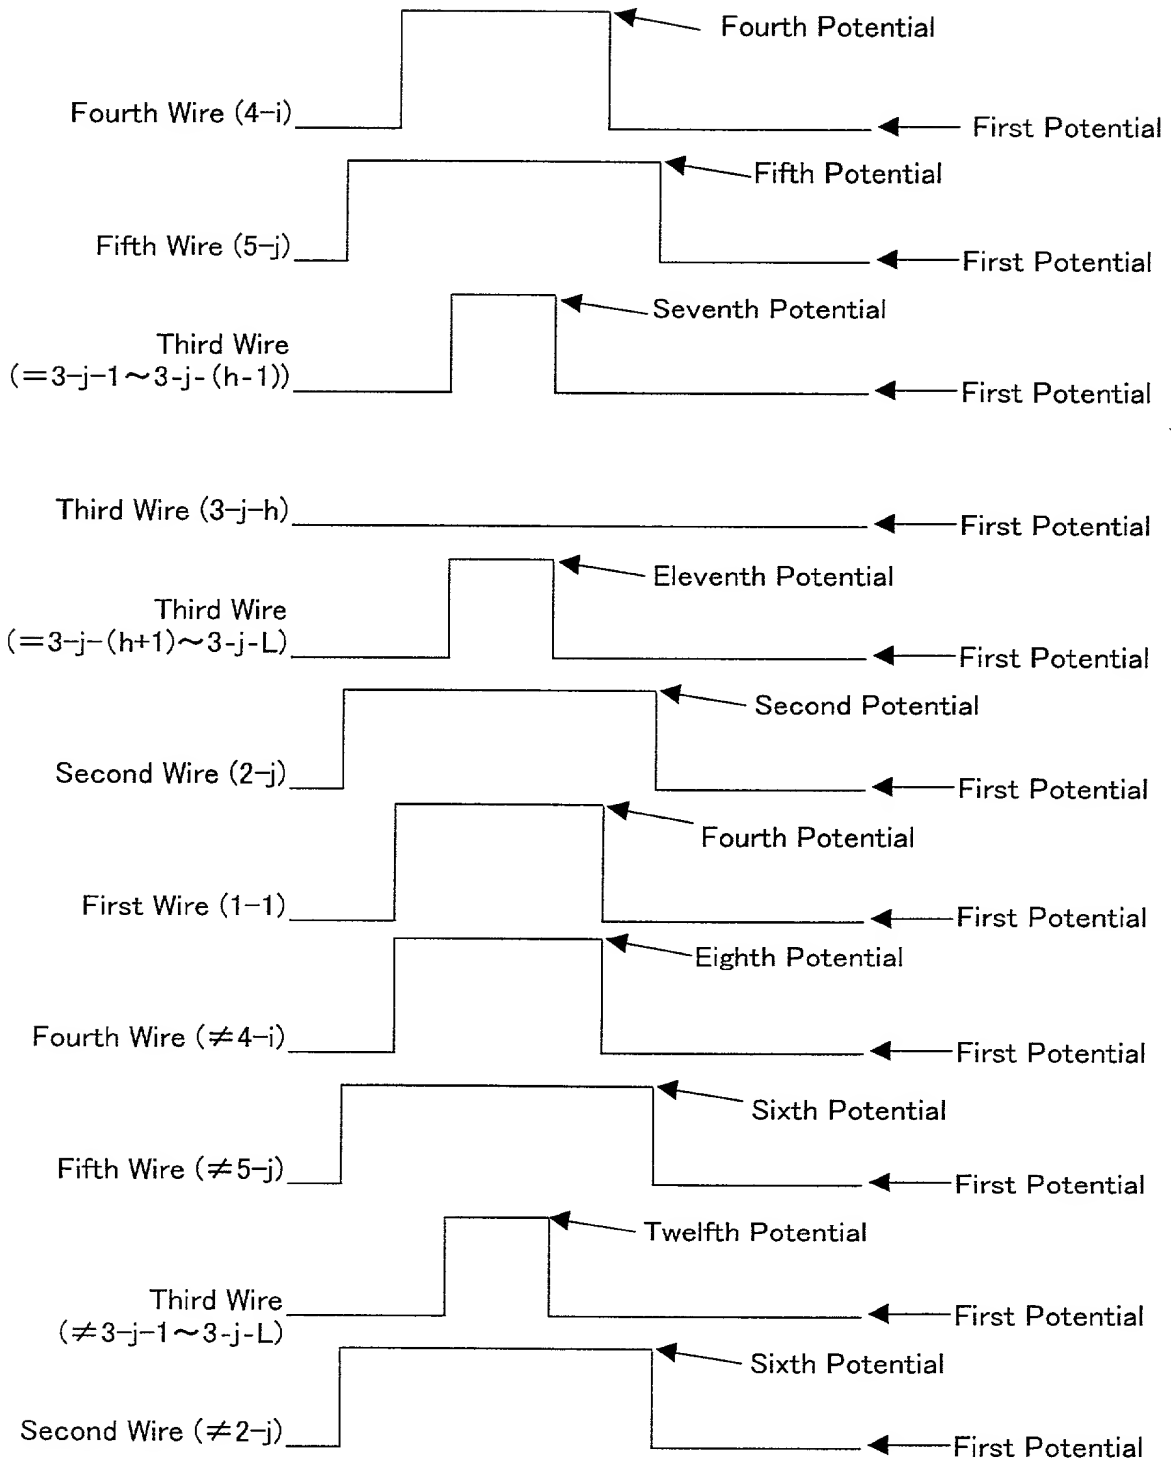 Fourth Potential
Fourth Wire (4-i)
First Potential
Fifth Potential
Fifth Wire (5-j)
First Potential
Seventh Potential
Third Wire
(=3-j-1～3-j-(h-1))
First Potential
Third Wire (3-j-h)
First Potential
Eleventh Potential
Third Wire
(=3-j-(h+1)～3-j-L)
First Potential
Second Potential
Second Wire (2-j)
First Potential
Fourth Potential
First Wire (1-1)
First Potential
Eighth Potential
Fourth Wire (≠4-i)
First Potential
Sixth Potential
Fifth Wire (≠5-j)
First Potential
Twelfth Potential
Third Wire
(≠3-j-1～3-j-L)
First Potential
Sixth Potential
Second Wire (≠2-j)
First Potential